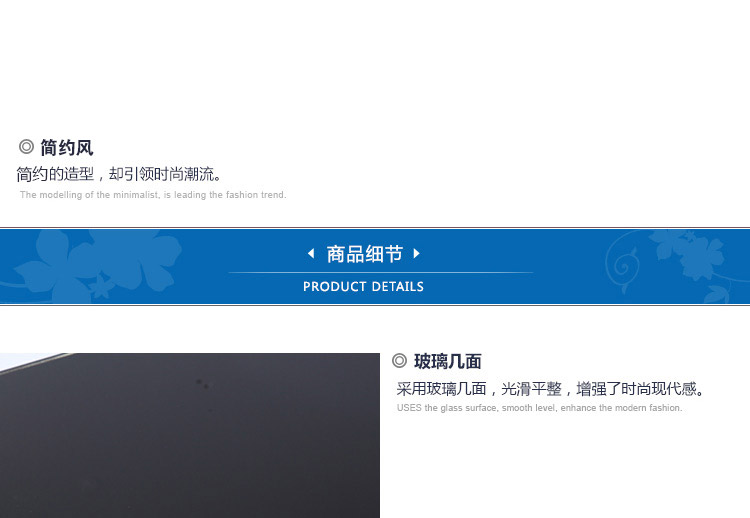 简约风
简约的造型，却引领时尚潮流。
The modelling of the minimalist, is leading the fashion trend.
商品细节
PRODUCT DETAILS
玻璃几面
采用玻璃几面，光滑平整，增强了时尚现代感。
USES the glass surface, smooth level, enhance the modern fashion.